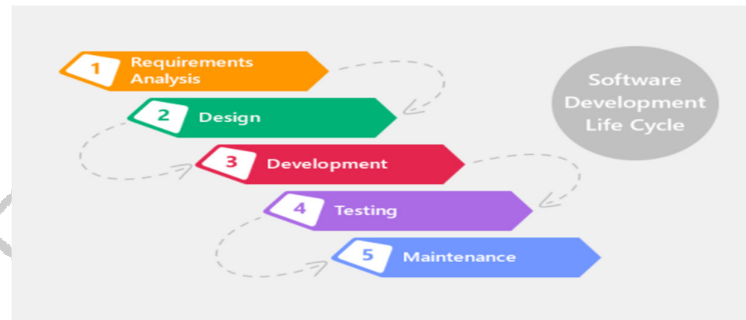 1 Requirements
Analysis
2 Design
3 Development
4 Testing
5 Maintenance
Software
Development
Life Cycle